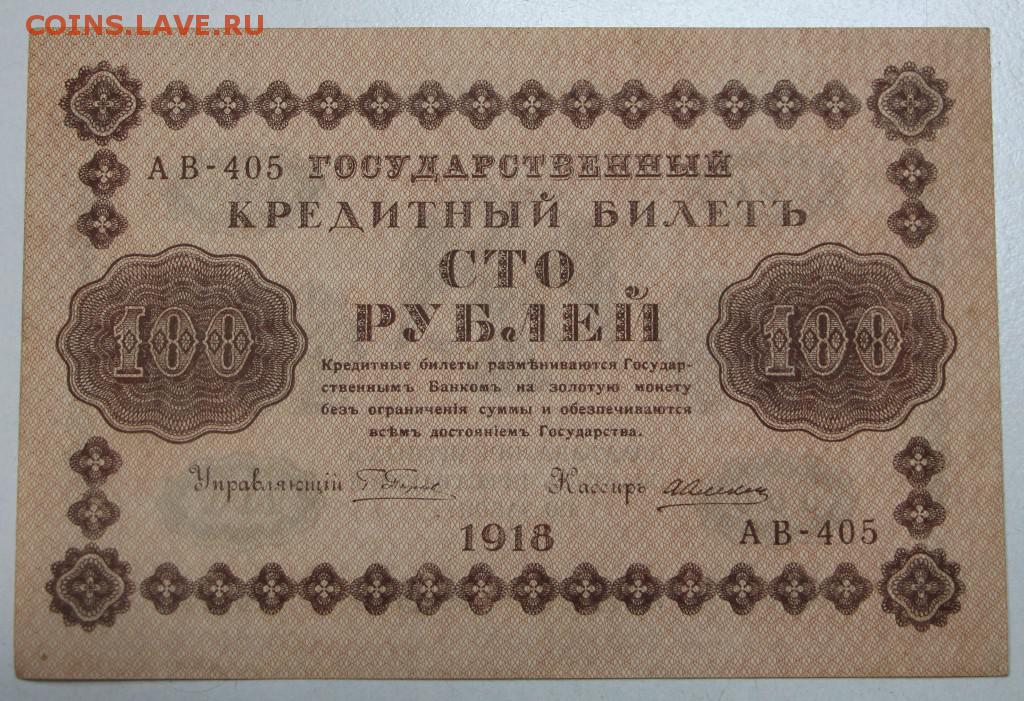 COINS.LAVE.RU
АВ-405 ГОСУДАРСТВЕННЫЙ
КРЕДИТНЫЙ БИЛЕТЪ
СТО
РУБЛЕЙ
100 100
Кредитные билеты размѣниваются Государ-
ственнымъ Банкомъ на золотую монету
безъ ограниченія суммы и обезпечиваются
всѣмъ достояніемъ Государства.
Управляющій Кассиръ
1918 АВ-405